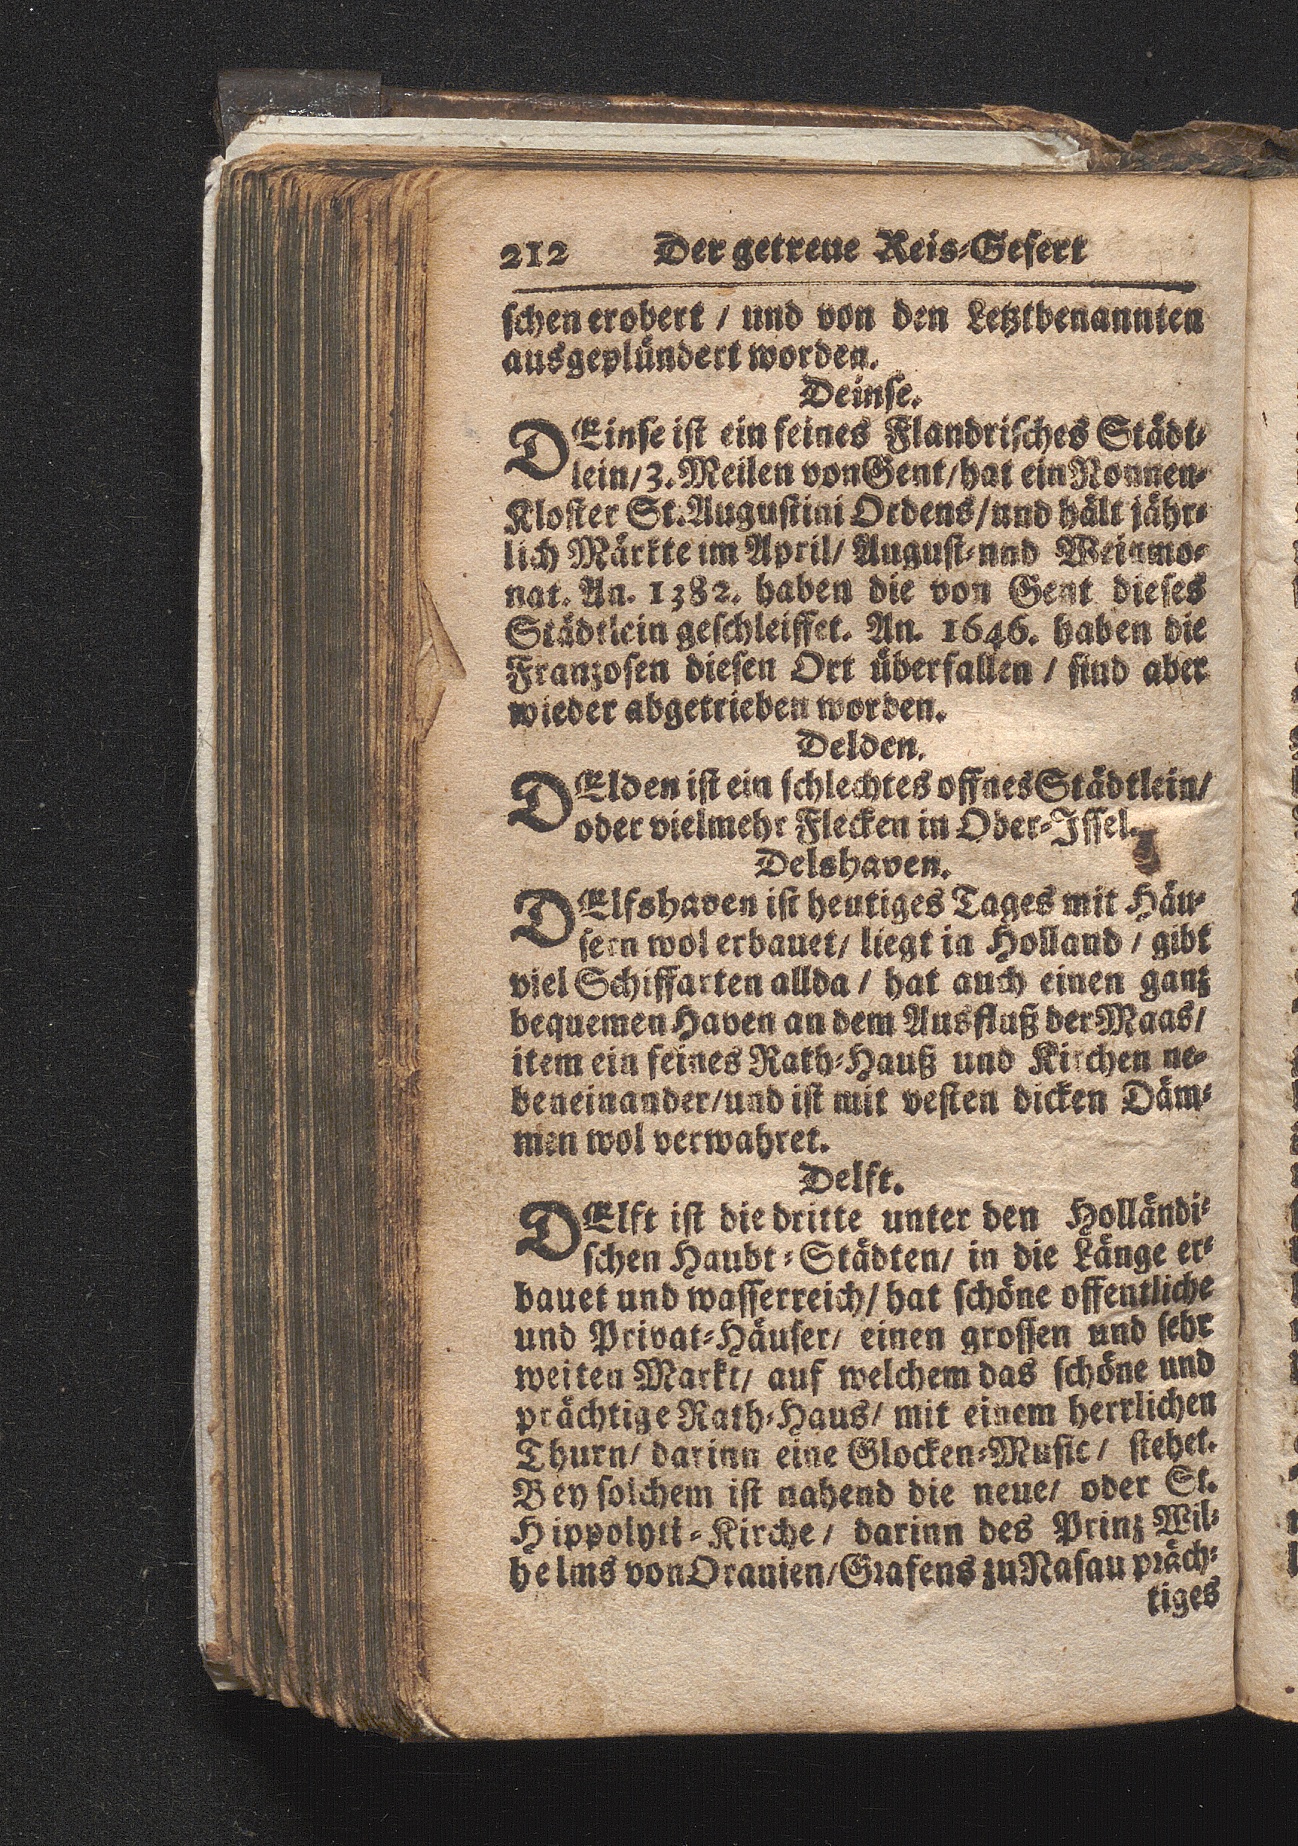 212 Der getreue Reis-Gefert
schen erobert / und von den Letztbenannten
ausgeplündert worden.
Deinse.
DEinse ist ein feines Flandrisches Städt-
lein/ 3. Meilen von Gent/ hat ein Nonnen-
Kloster St. Augustini Ordens/ und hält jähr-
lich Märkte im April/ August- und Weinmo-
nat. An. 1382. haben die von Gent dieses
Städtlein geschleiffet. An. 1646. haben die
Franzosen diesen Ort überfallen / sind aber
wieder abgetrieben worden.
Delden.
DElden ist ein schlechtes offnes Städtlein/
oder vielmehr Flecken in Ober-Issel.
Delshaven.
DElfshaven ist heutiges Tages mit Häu-
sern wol erbauet/ liegt in Holland / gibt
viel Schiffarten allda / hat auch einen ganz
bequemen Haven an dem Ausfluß der Maas/
item ein feines Rath-Hauß und Kirchen ne-
beneinander/ und ist mit vesten dicken Däm-
men wol verwahret.
Delft.
DElft ist die dritte unter den Holländi-
schen Haubt-Städten/ in die Länge er-
bauet und wasserreich/ hat schöne offentliche
und Privat-Häuser/ einen grossen und sehr
weiten Markt/ auf welchem das schöne und
prächtige Rath-Haus/ mit einem herrlichen
Thurn/ darinn eine Glocken-Music / stehet.
Bey solchem ist nahend die neue/ oder St.
Hippolyti-Kirche / darinn des Prinz Wil-
helms von Oranien/ Grafens zu Nasau präch-
tiges